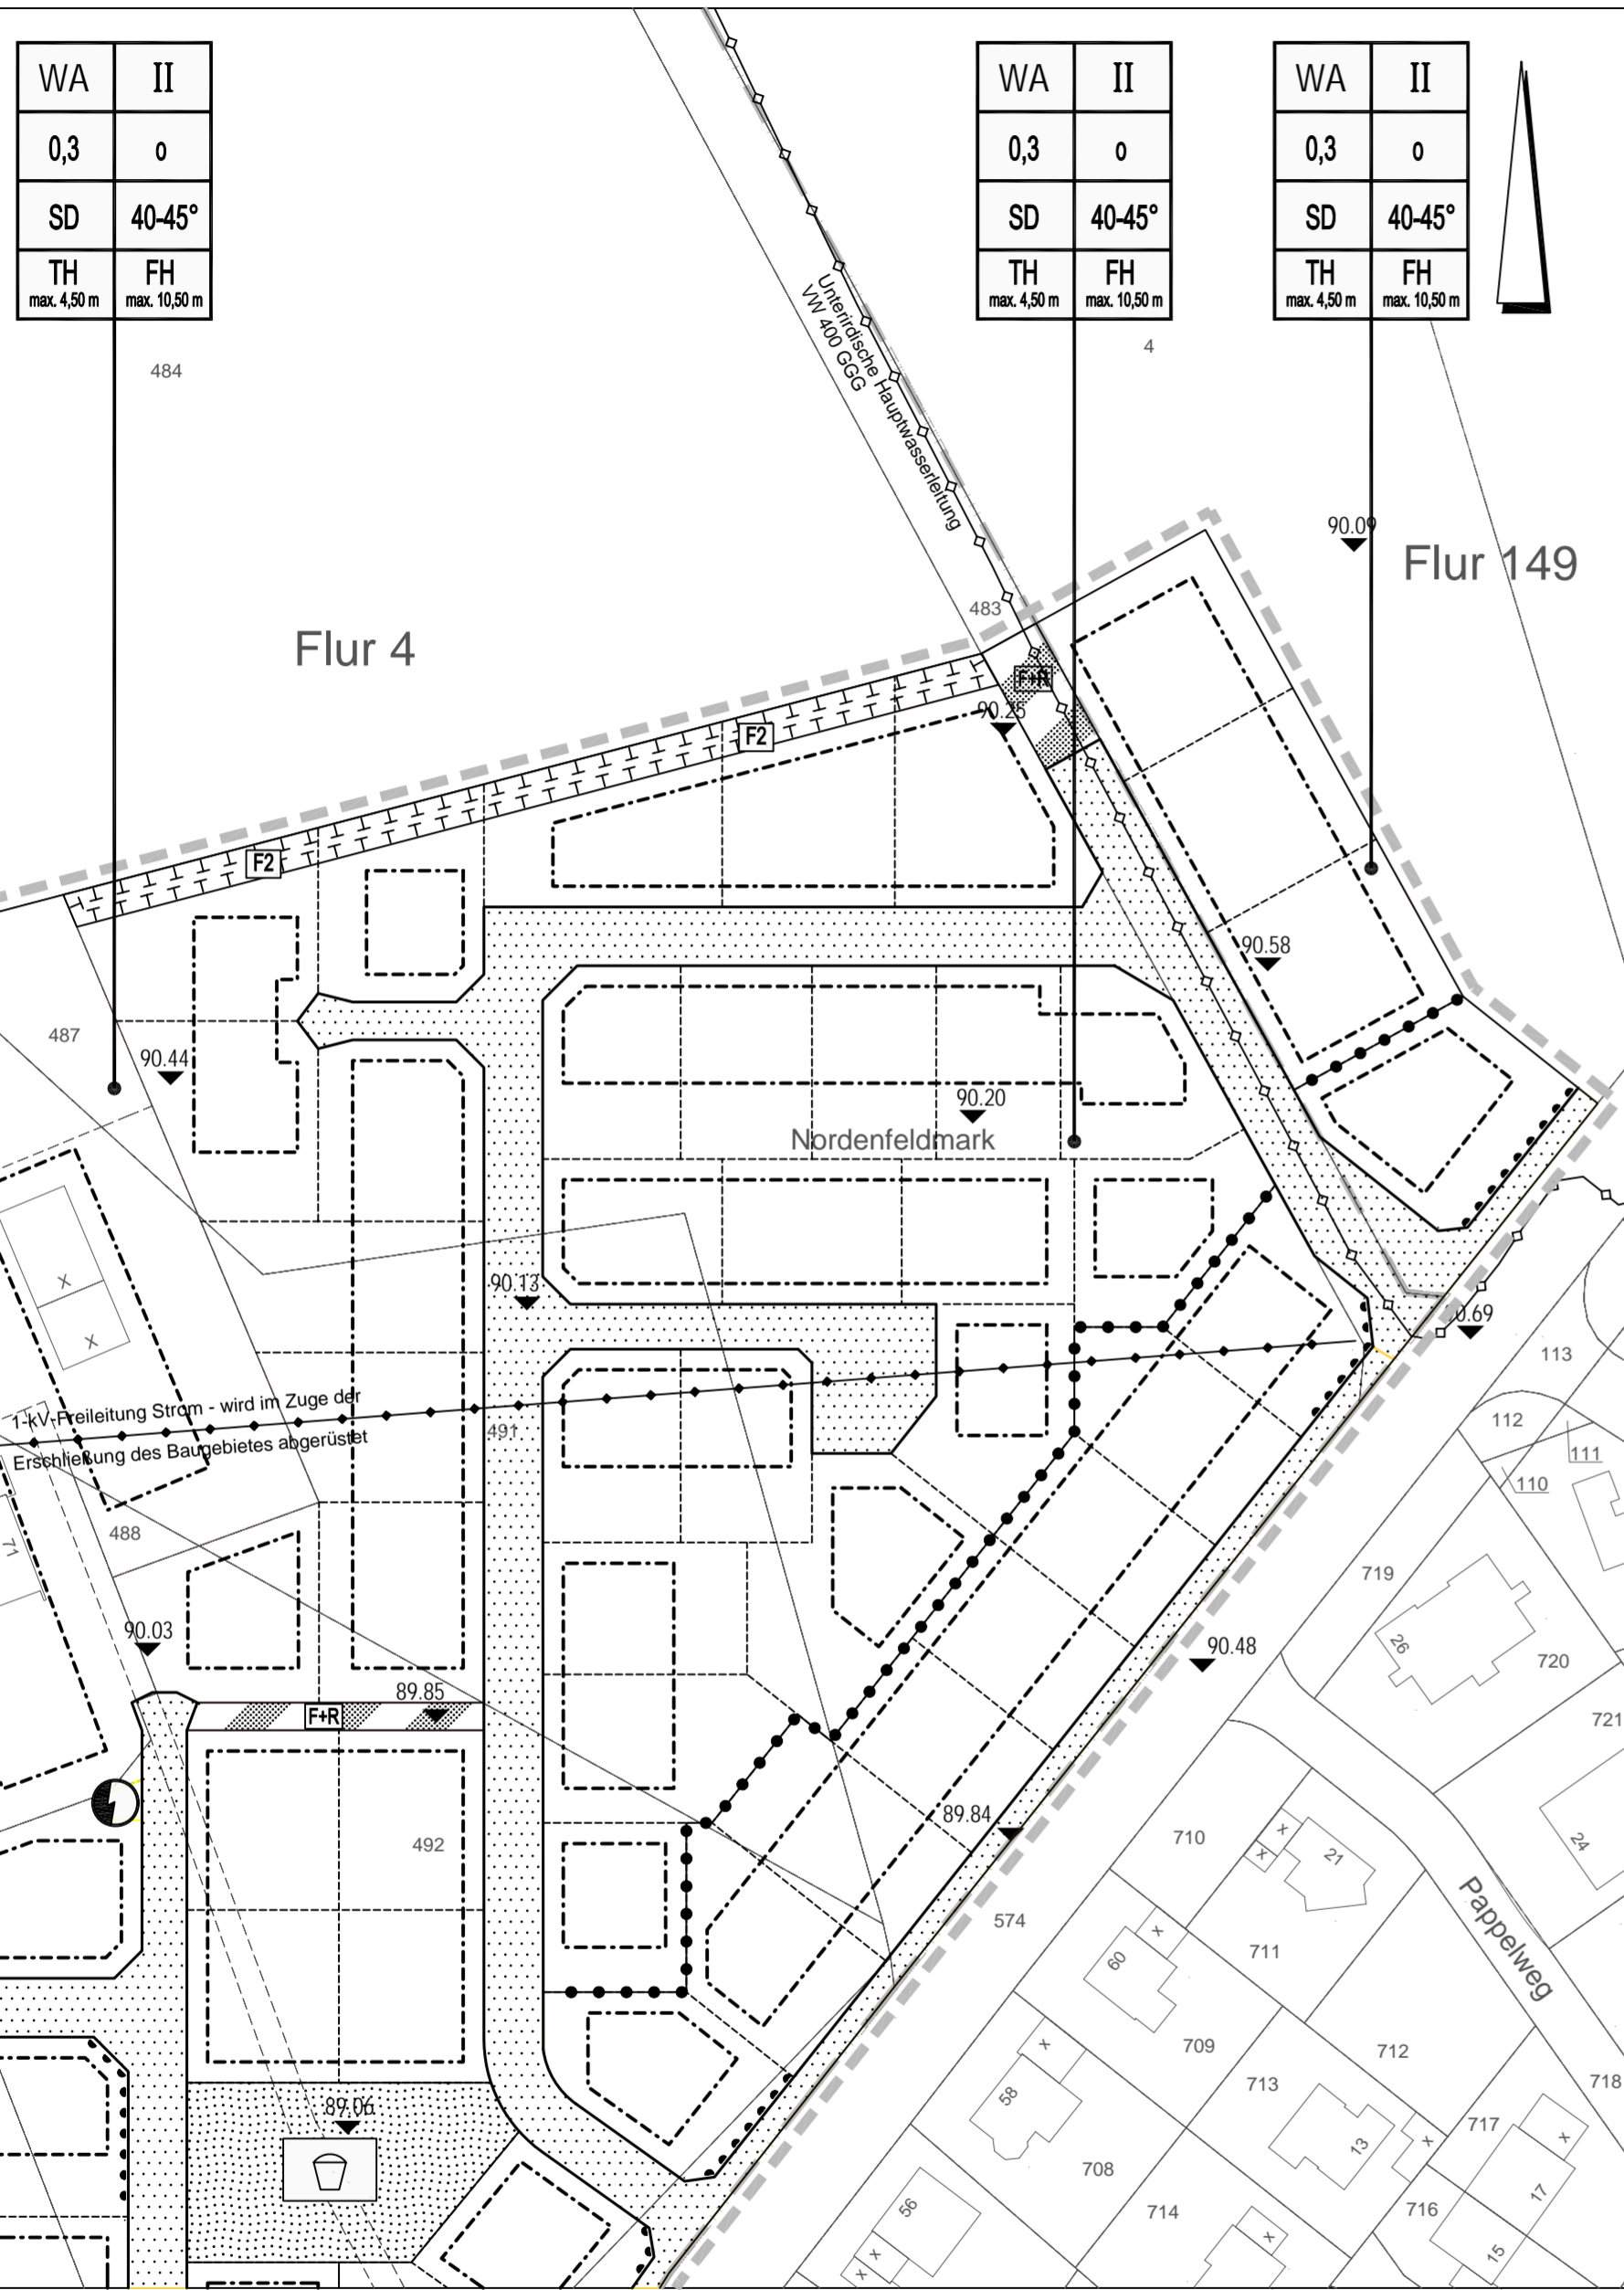 WA II
0,3 o
SD 40-45°
TH FH
max. 4,50 m max. 10,50 m
WA II
0,3 o
SD 40-45°
TH FH
max. 4,50 m max. 10,50 m
WA II
0,3 o
SD 40-45°
TH FH
max. 4,50 m max. 10,50 m
Unterirdische Hauptwasserleitung
VW 400 GGG
4
484
90.09
Flur 149
483
Flur 4
F+R
90.25
F2
F2
90.58
487
90.44
90.20
Nordenfeldmark
90.13
90.69
113
1-kV-Freileitung Strom - wird im Zuge der
Erschließung des Baugebietes abgerüstet
491
112
111
110
x
x
488
71
719
90.03
90.48
26
720
89.85
F+R
721
89.84
710
x
x
21
24
492
574
Pappelweg
x
60
711
x
709
712
58
713
718
89.06
717
x
13
x
708
17
56
714
716
x
x
x
15